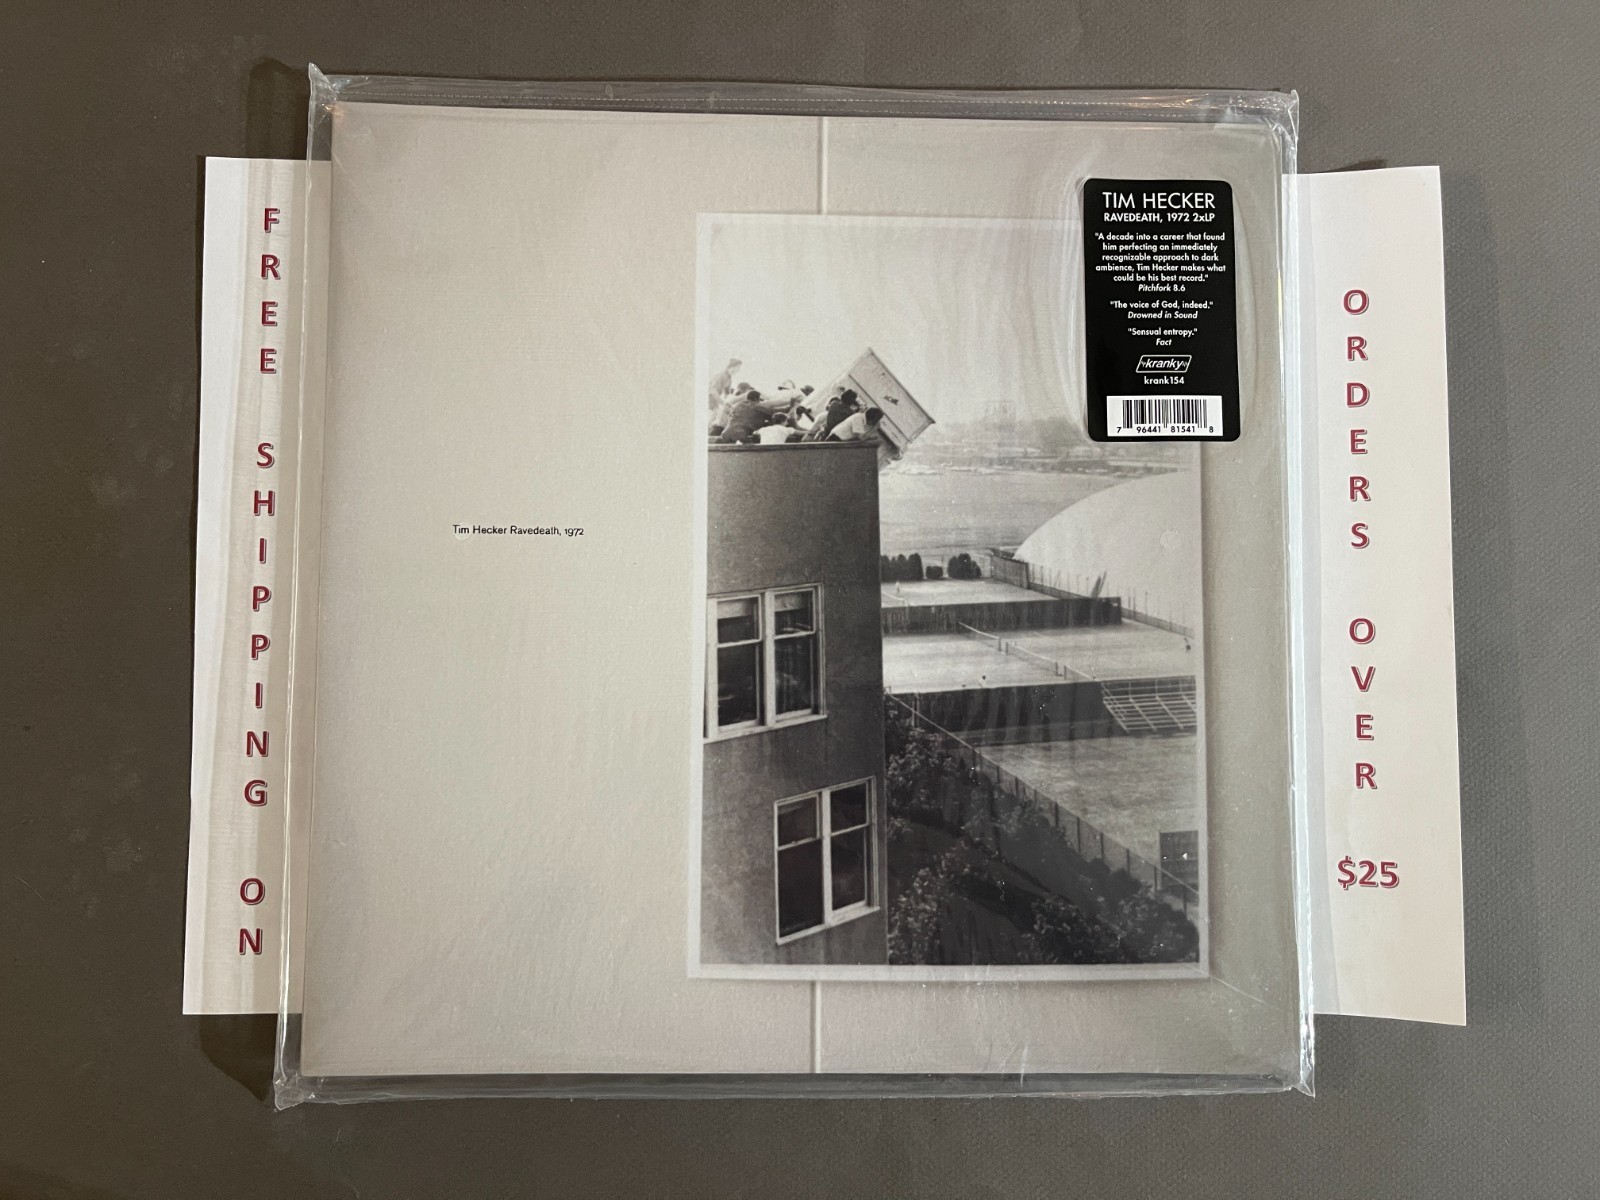 FREE SHIPPING ON
Tim Hecker Ravedeath, 1972
TIM HECKER
RAVEDEATH, 1972 2xLP
"A decade into a career that found
him perfecting an immediately
recognizable approach to dark
ambience, Tim Hecker makes what
could be his best record."
Pitchfork 8.6
"The voice of God, indeed."
Drowned in Sound
"Sensual entropy."
Fact
kranky
krank154
7 96441 81541 8
ORDERS OVER
$25